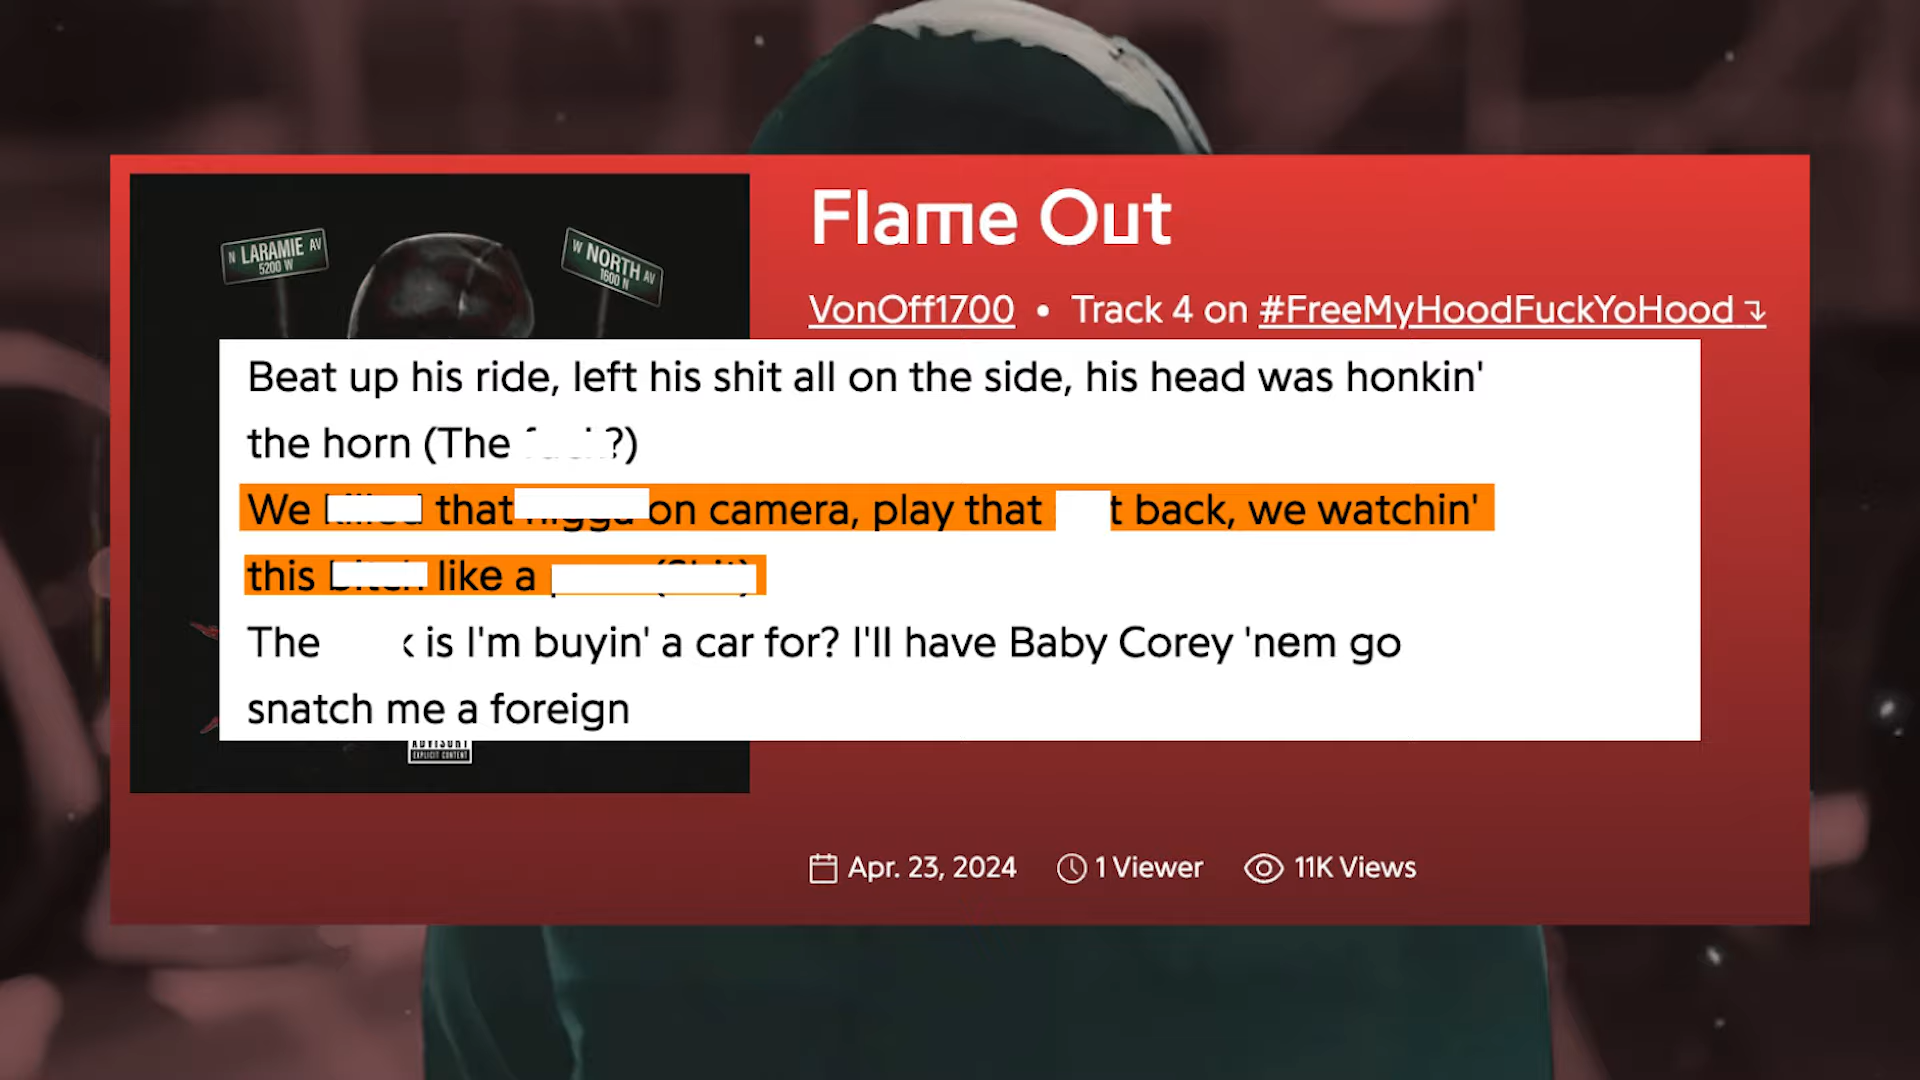 N LARAMIE AV
5200 W
W NORTH AV
1600 N
Flame Out
VonOff1700 • Track 4 on #FreeMyHoodFuckYoHood
Beat up his ride, left his shit all on the side, his head was honkin'
the horn (The ?)
We that on camera, play that back, we watchin'
this like a
The is I'm buyin' a car for? I'll have Baby Corey 'nem go
snatch me a foreign
ADVISORY
EXPLICIT CONTENT
Apr. 23, 2024 1 Viewer 11K Views